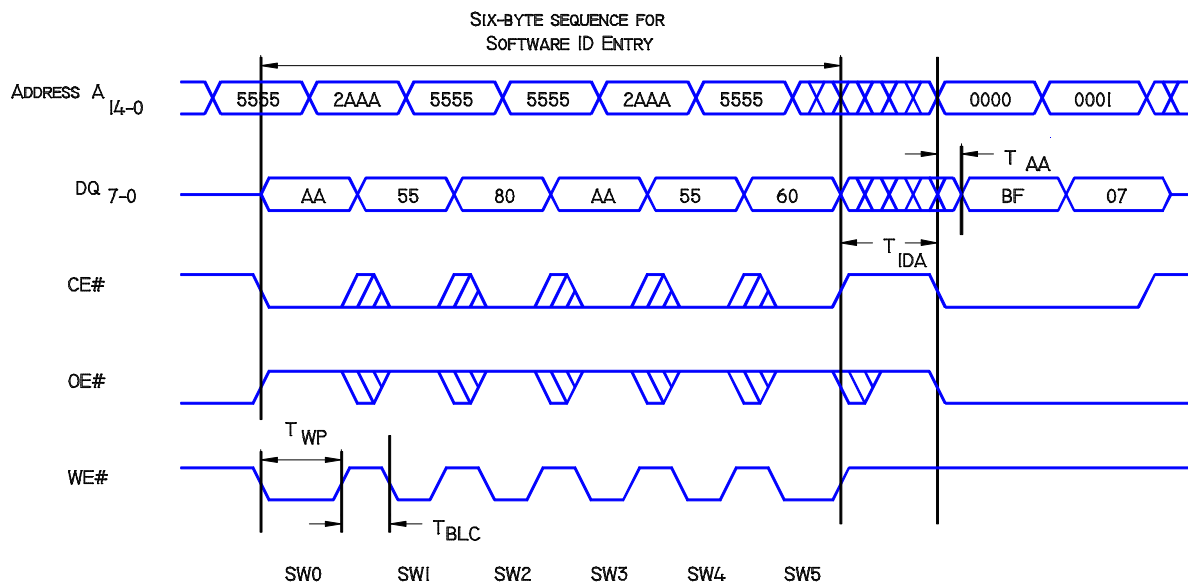 SIX-BYTE SEQUENCE FOR
SOFTWARE ID ENTRY
ADDRESS A 14-0
5555 2AAA 5555 5555 2AAA 5555 0000 0001
T AA
DQ 7-0
AA 55 80 AA 55 60 BF 07
T IDA
CE#
OE#
T WP
WE#
T BLC
SW0 SW1 SW2 SW3 SW4 SW5